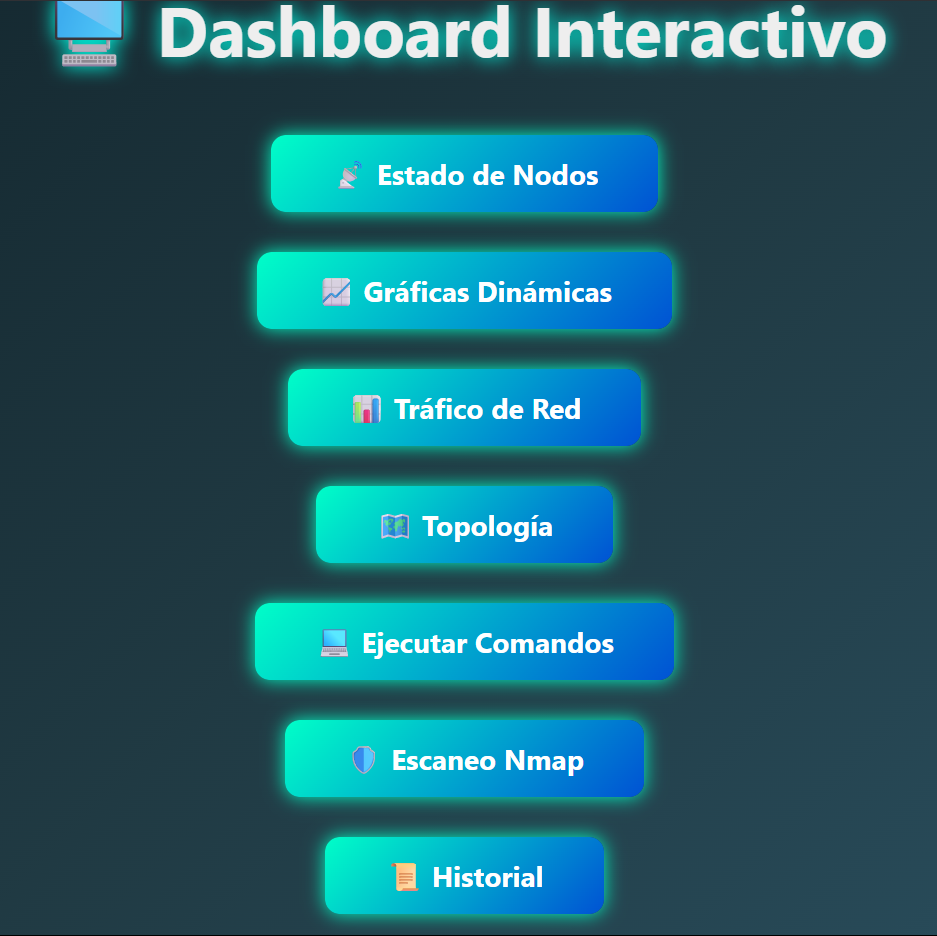 Dashboard Interactivo
Estado de Nodos
Gráficas Dinámicas
Tráfico de Red
Topología
Ejecutar Comandos
Escaneo Nmap
Historial